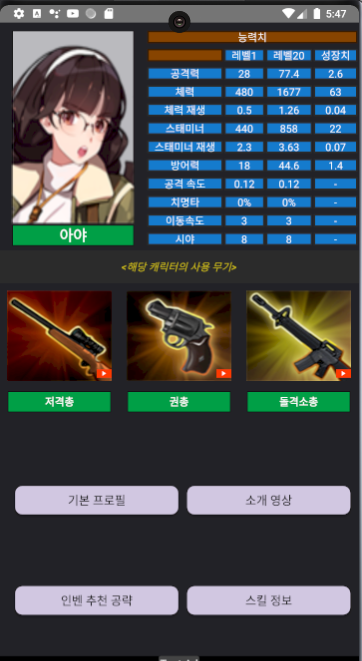 5:47
능력치
레벨1 레벨20 성장치
공격력 28 77.4 2.6
체력 480 1677 63
체력 재생 0.5 1.26 0.04
스태미너 440 858 22
스태미너 재생 2.3 3.63 0.07
방어력 18 44.6 1.4
공격 속도 0.12 0.12 -
치명타 0% 0% -
이동속도 3 3 -
시야 8 8 -
아야
<해당 캐릭터의 사용 무기>
저격총 권총 돌격소총
기본 프로필 소개 영상
인벤 추천 공략 스킬 정보